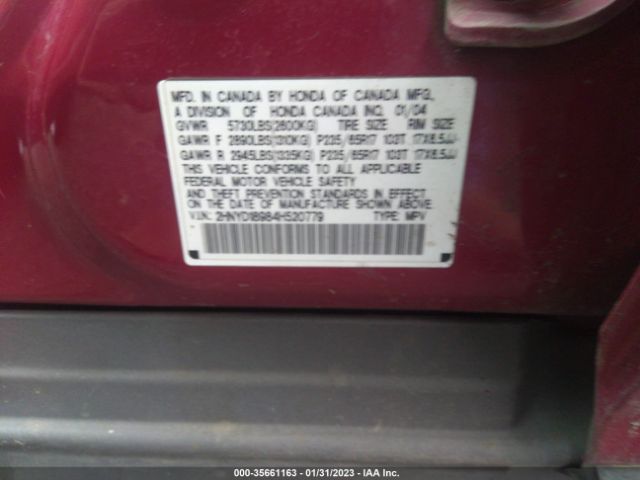 MFD. IN CANADA BY HONDA OF CANADA MFG.,
A DIVISION OF HONDA CANADA INC. 01/04
GVWR 5730LBS(2600KG) TIRE SIZE RIM SIZE
GAWR F 2890LBS(1310KG) P235/65R17 103T 17X6.5JJ
GAWR R 2945LBS(1335KG) P235/65R17 103T 17X6.5JJ
THIS VEHICLE CONFORMS TO ALL APPLICABLE
FEDERAL MOTOR VEHICLE SAFETY
AND THEFT PREVENTION STANDARDS IN EFFECT
ON THE DATE OF MANUFACTURE SHOWN ABOVE.
V.I.N.: 2HNYD18984H520779 TYPE: MPV
000-35661163 - 01/31/2023 - IAA Inc.